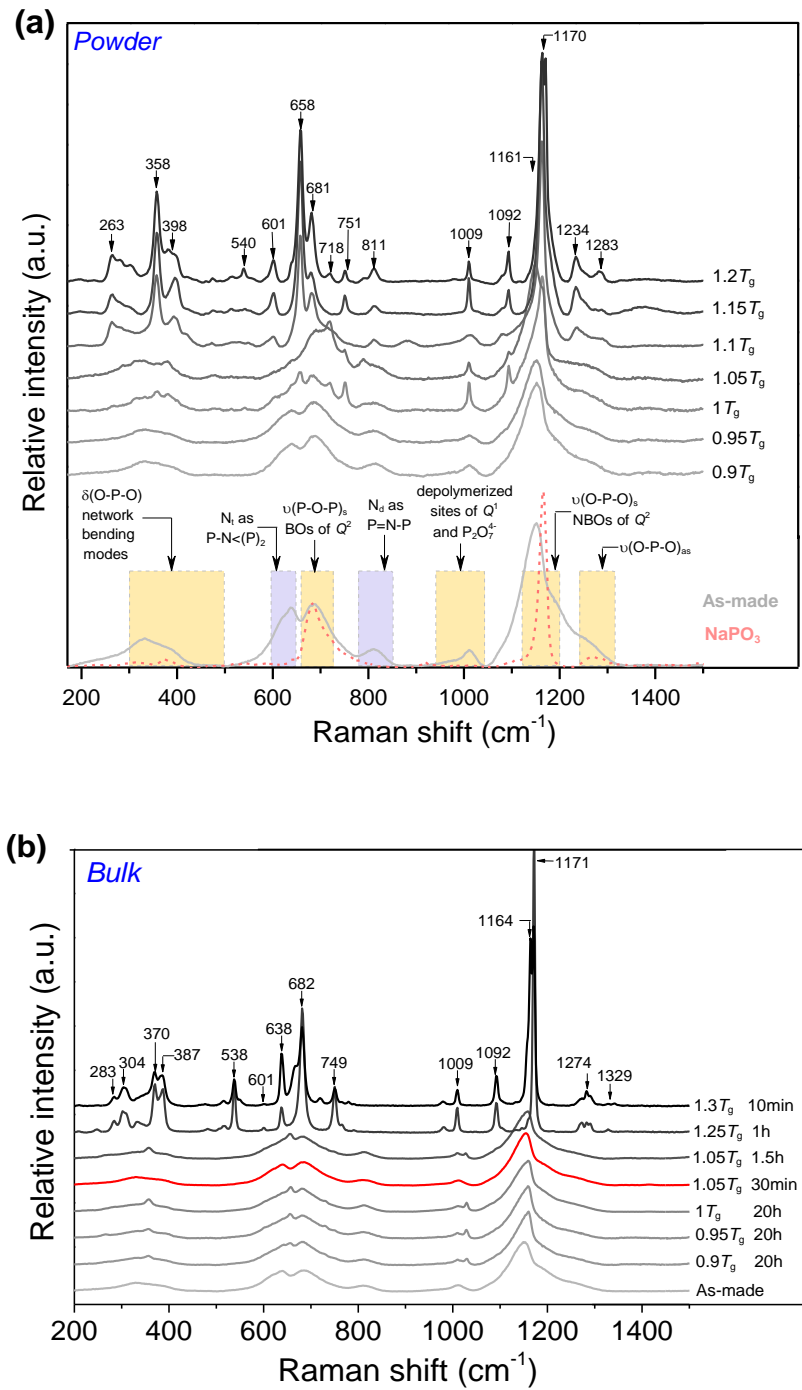 (a)
Powder
1170
658
1161
358
681
263
398
540
601
718
751
811
1009
1092
1234
1283
1.2Tg
1.15Tg
1.1Tg
1.05Tg
1Tg
0.95Tg
0.9Tg
δ(O-P-O)
network
bending
modes
Nt as
P-N<(P)2
υ(P-O-P)s
BOs of Q2
Nd as
P=N-P
depolymerized
sites of Q1
and P2O7 4-
υ(O-P-O)s
NBOs of Q2
υ(O-P-O)as
As-made
NaPO3
Relative intensity (a.u.)
200 400 600 800 1000 1200 1400
Raman shift (cm-1)
(b)
Bulk
1171
1164
682
638
370
387
538
749
283
304
601
1009
1092
1274
1329
1.3Tg 10min
1.25Tg 1h
1.05Tg 1.5h
1.05Tg 30min
1Tg 20h
0.95Tg 20h
0.9Tg 20h
As-made
Relative intensity (a.u.)
200 400 600 800 1000 1200 1400
Raman shift (cm-1)